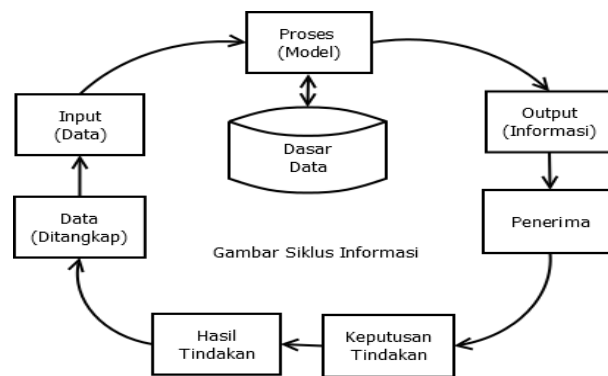 Proses
(Model)
Input
(Data)
Output
(Informasi)
Dasar
Data
Data
(Ditangkap)
Penerima
Gambar Siklus Informasi
Hasil
Tindakan
Keputusan
Tindakan